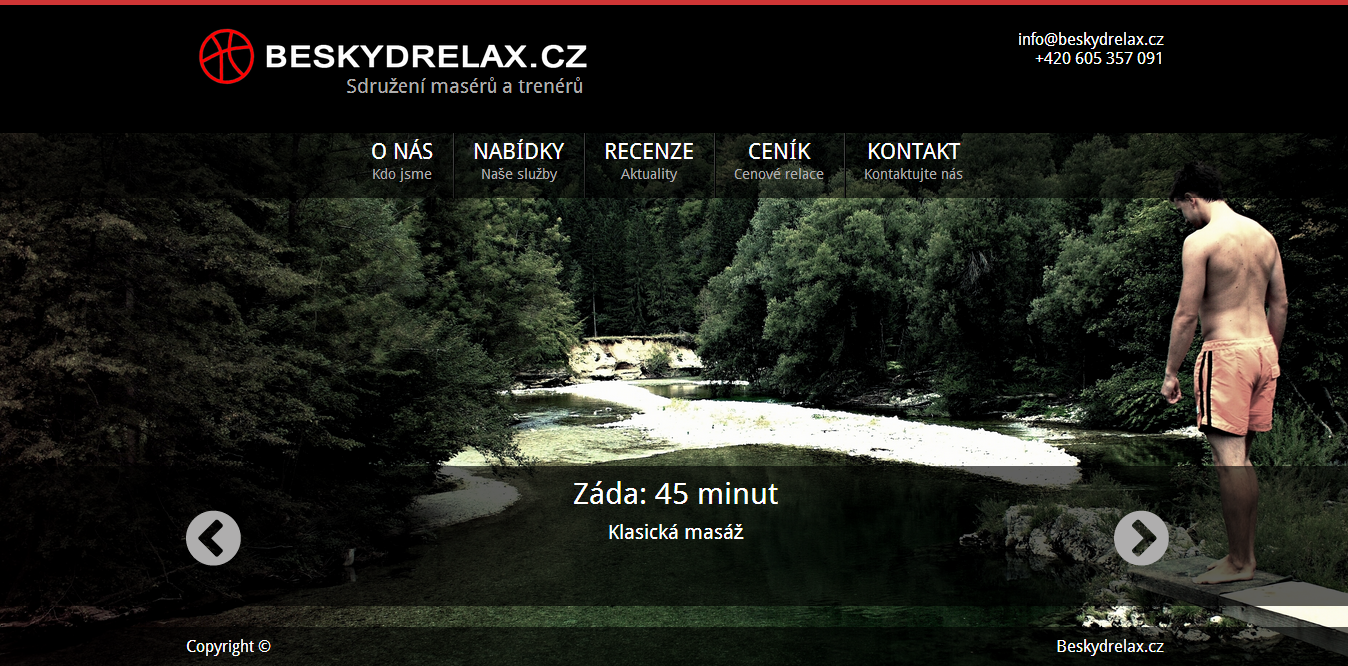 BESKYDRELAX.CZ
Sdružení masérů a trenérů
info@beskydrelax.cz
+420 605 357 091
O NÁS
Kdo jsme
NABÍDKY
Naše služby
RECENZE
Aktuality
CENÍK
Cenové relace
KONTAKT
Kontaktujte nás
Záda: 45 minut
Klasická masáž
Copyright ©
Beskydrelax.cz